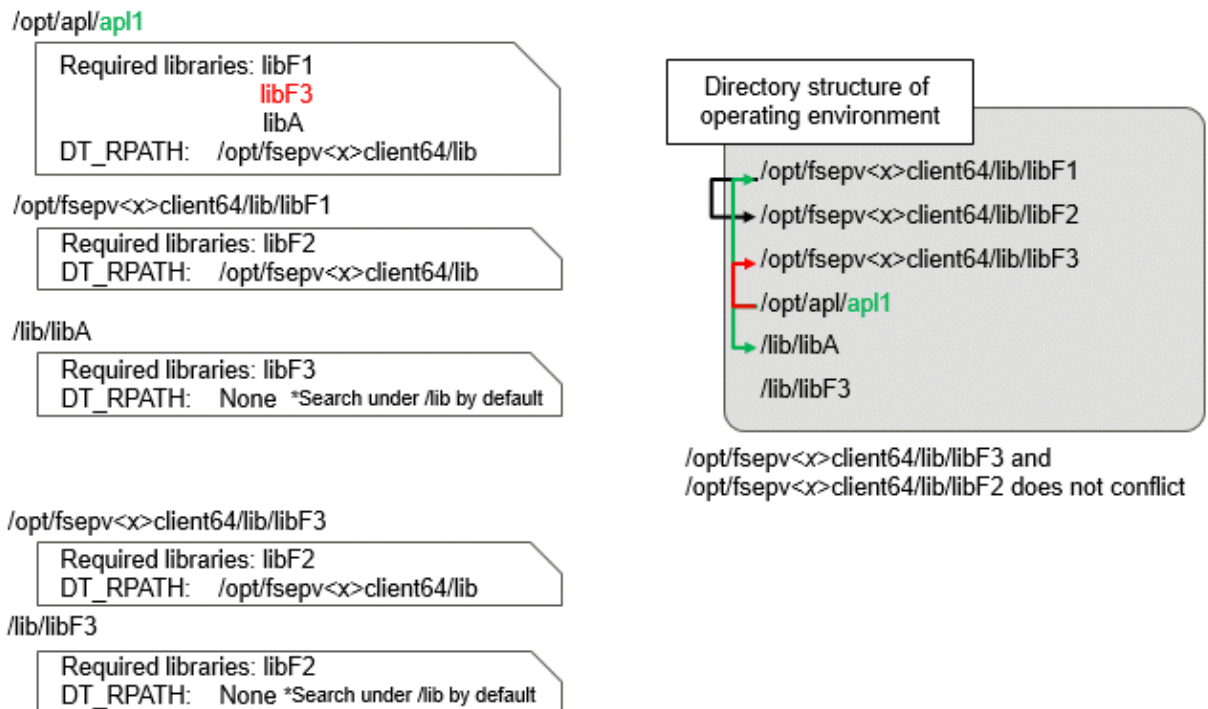 /opt/apl/apl1
Required libraries: libF1
libF3
libA
DT_RPATH: /opt/fsepv<x>client64/lib
/opt/fsepv<x>client64/lib/libF1
Required libraries: libF2
DT_RPATH: /opt/fsepv<x>client64/lib
/lib/libA
Required libraries: libF3
DT_RPATH: None *Search under /lib by default
/opt/fsepv<x>client64/lib/libF3
Required libraries: libF2
DT_RPATH: /opt/fsepv<x>client64/lib
/lib/libF3
Required libraries: libF2
DT_RPATH: None *Search under /lib by default
Directory structure of
operating environment
/opt/fsepv<x>client64/lib/libF1
/opt/fsepv<x>client64/lib/libF2
/opt/fsepv<x>client64/lib/libF3
/opt/apl/apl1
/lib/libA
/lib/libF3
/opt/fsepv<x>client64/lib/libF3 and
/opt/fsepv<x>client64/lib/libF2 does not conflict